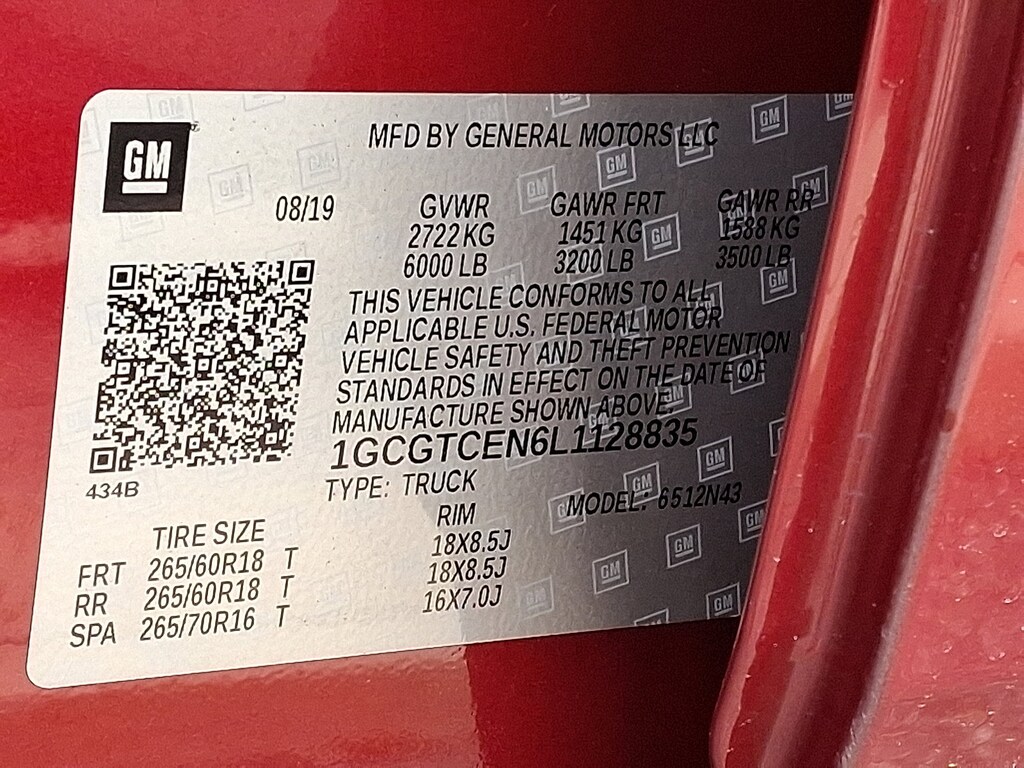 GM
MFD BY GENERAL MOTORS LLC
08/19 GVWR GAWR FRT GAWR RR
2722 KG 1451 KG 1588 KG
6000 LB 3200 LB 3500 LB
THIS VEHICLE CONFORMS TO ALL
APPLICABLE U.S. FEDERAL MOTOR
VEHICLE SAFETY AND THEFT PREVENTION
STANDARDS IN EFFECT ON THE DATE OF
MANUFACTURE SHOWN ABOVE.
1GCGTCEN6L1128835
434B
TYPE: TRUCK MODEL: 6512N43
TIRE SIZE RIM
FRT 265/60R18 T 18X8.5J
RR 265/60R18 T 18X8.5J
SPA 265/70R16 T 16X7.0J